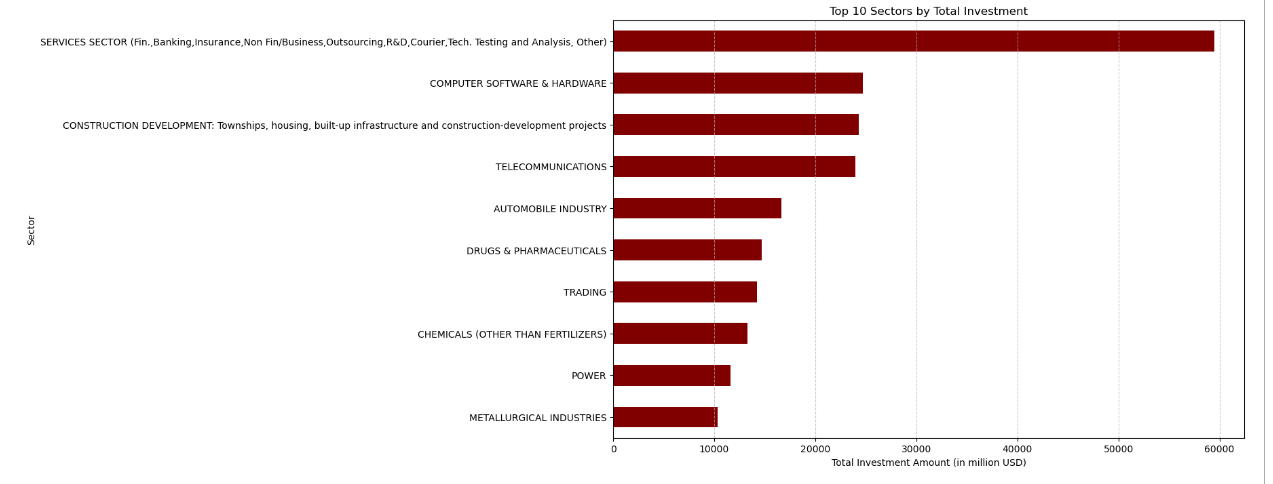 Top 10 Sectors by Total Investment
SERVICES SECTOR (Fin.,Banking,Insurance,Non Fin/Business,Outsourcing,R&D,Courier,Tech. Testing and Analysis, Other)
COMPUTER SOFTWARE & HARDWARE
CONSTRUCTION DEVELOPMENT: Townships, housing, built-up infrastructure and construction-development projects
TELECOMMUNICATIONS
AUTOMOBILE INDUSTRY
Sector
DRUGS & PHARMACEUTICALS
TRADING
CHEMICALS (OTHER THAN FERTILIZERS)
POWER
METALLURGICAL INDUSTRIES
0 10000 20000 30000 40000 50000 60000
Total Investment Amount (in million USD)